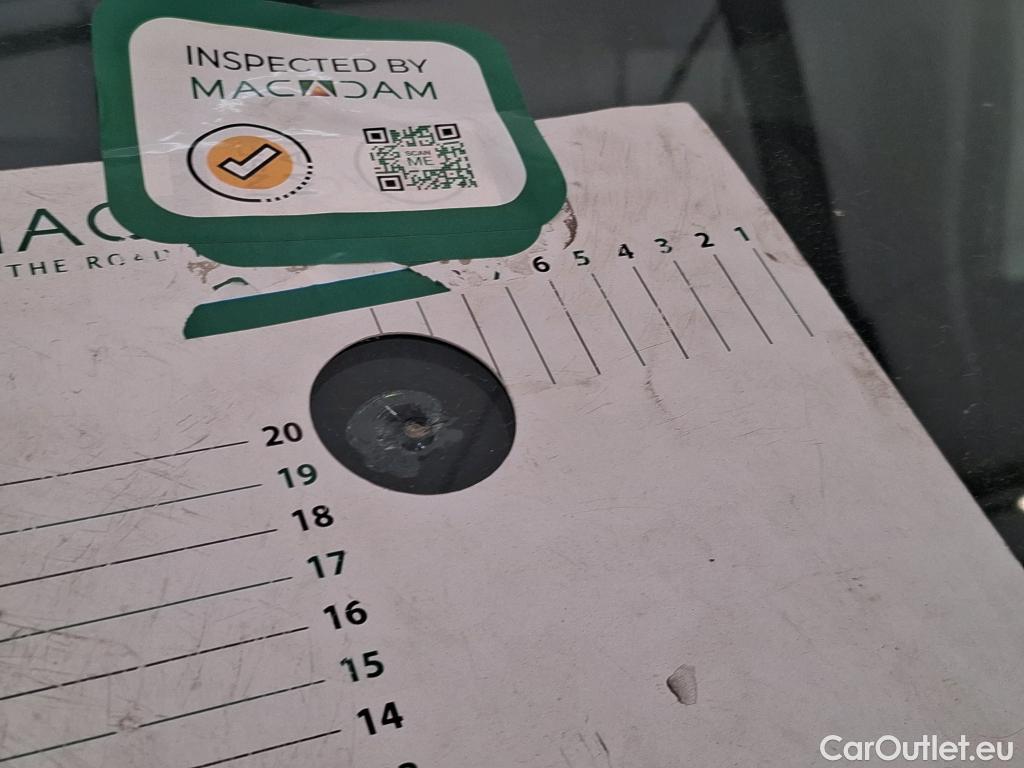 INSPECTED BY
MACADAM
SCAN
ME
THE ROAD
6 5 4 3 2 1
20
19
18
17
16
15
14
CarOutlet.eu